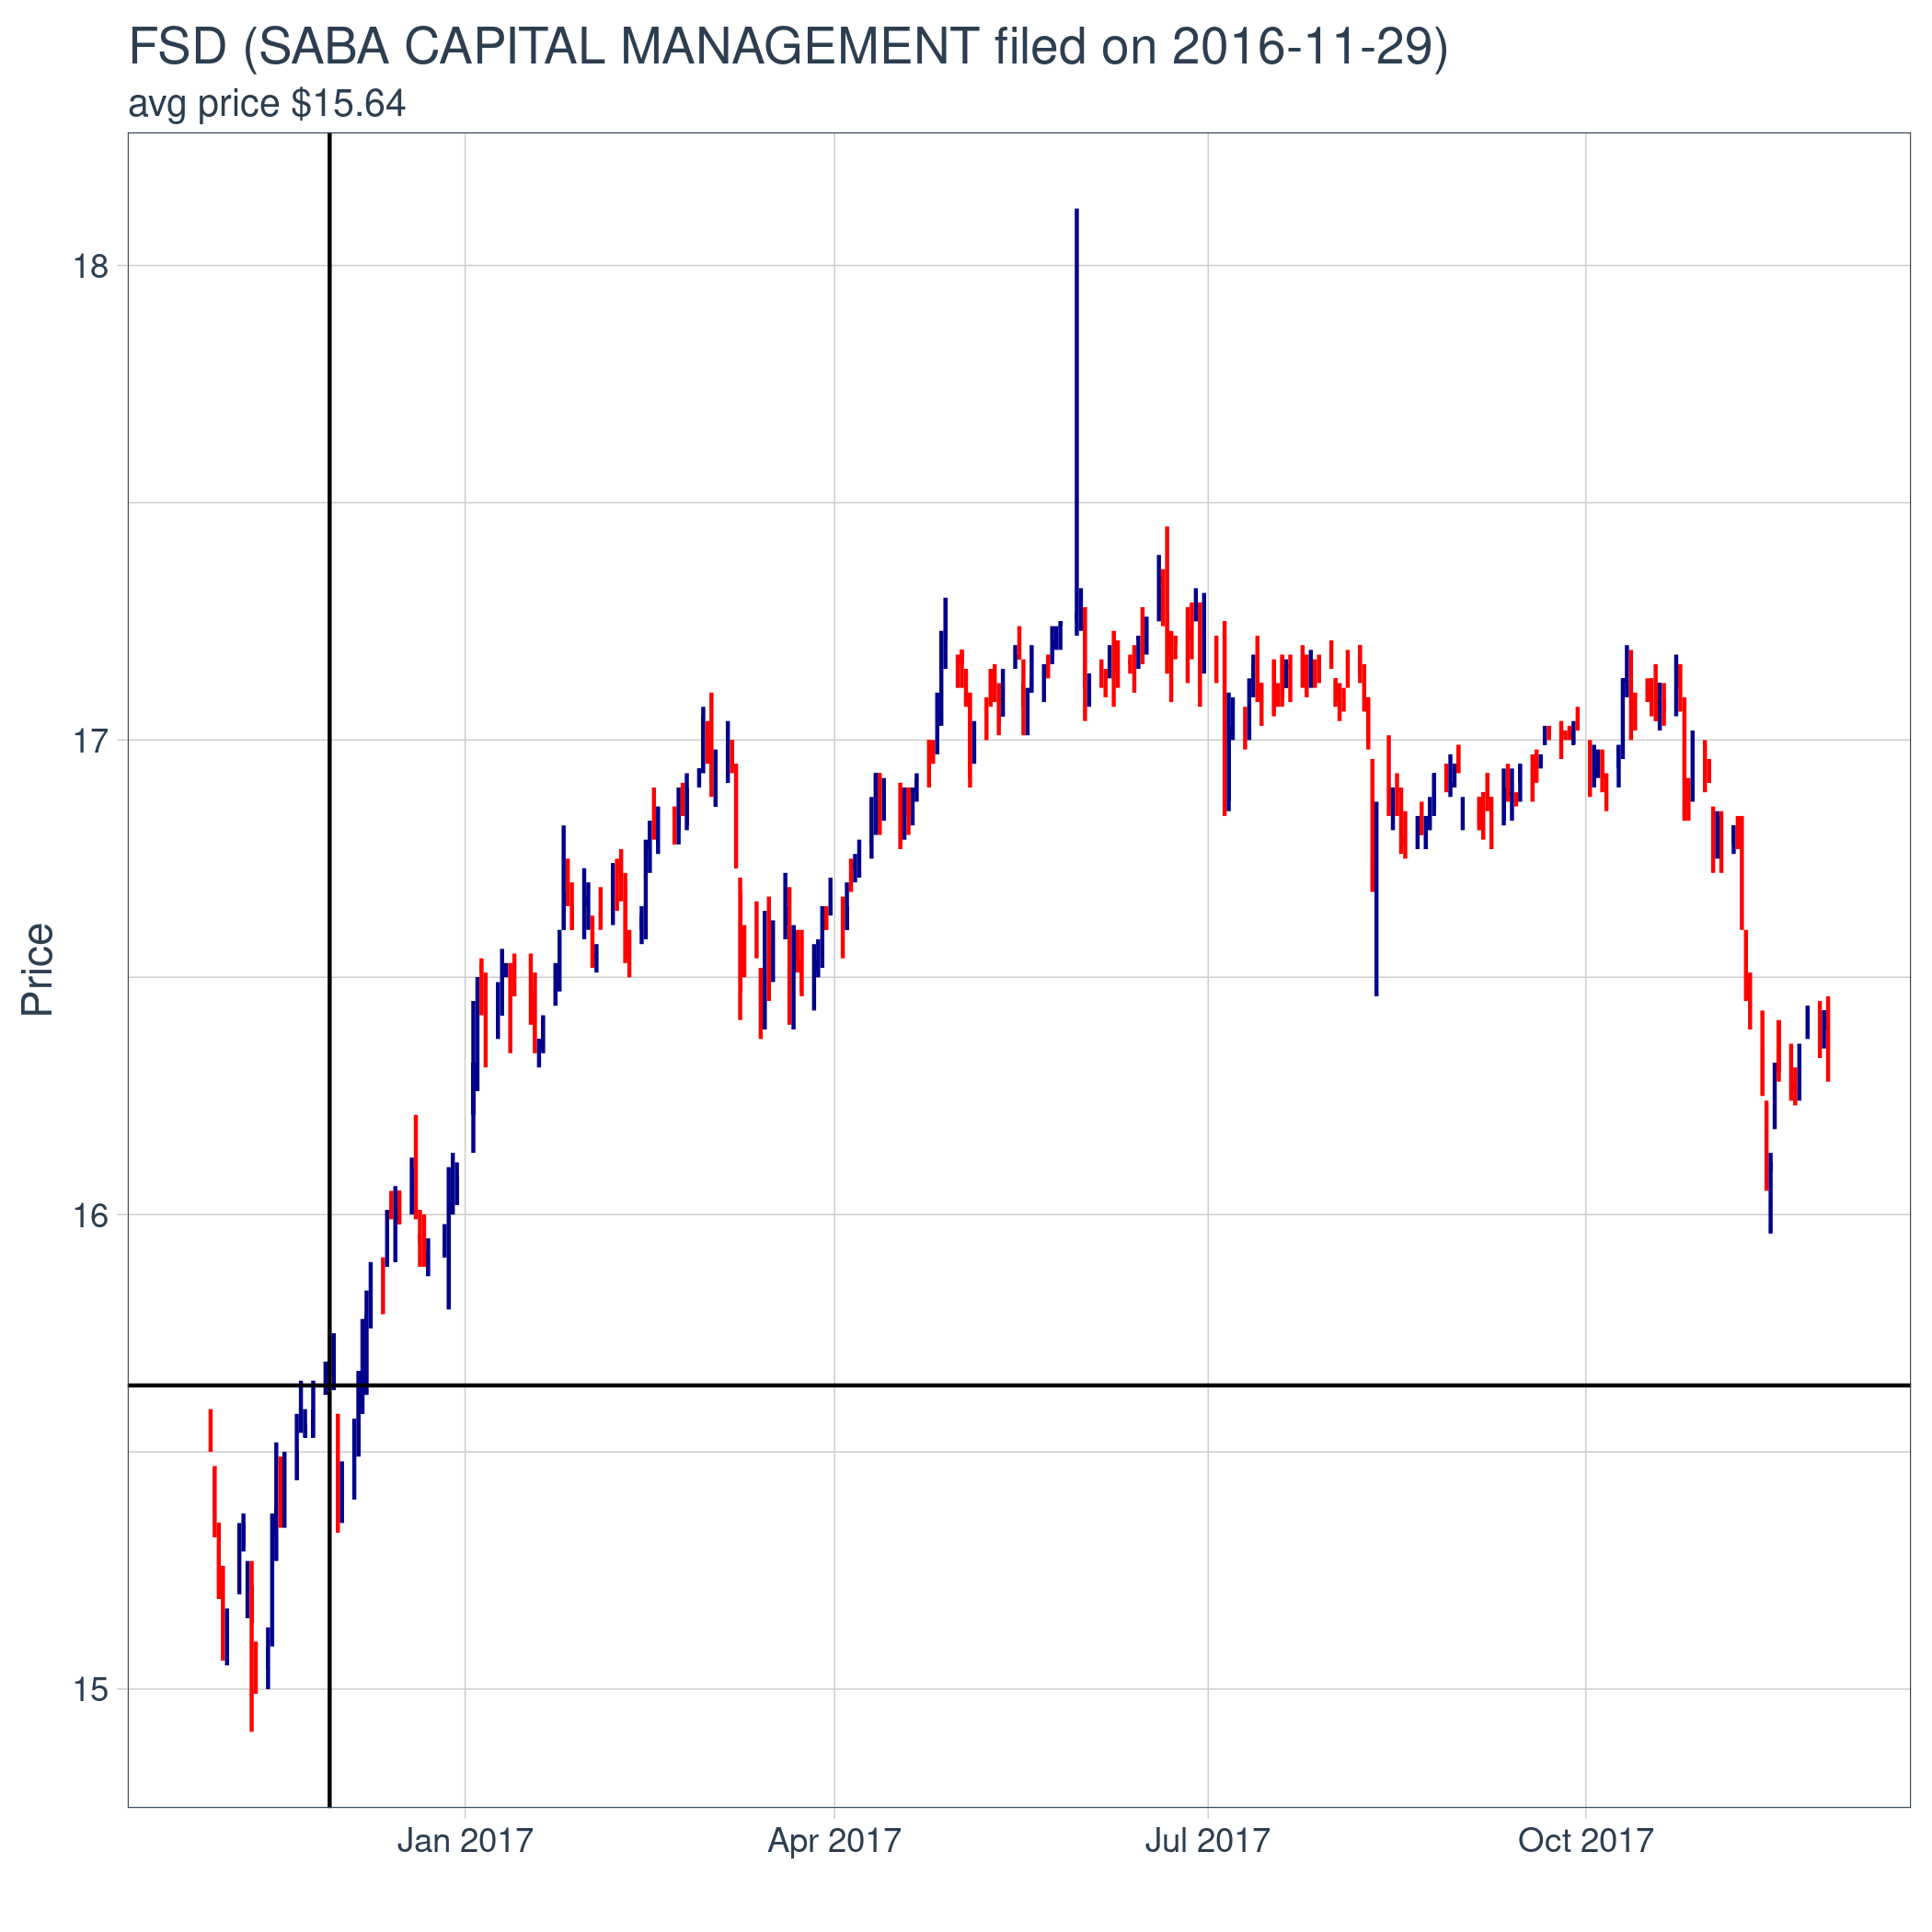 FSD (SABA CAPITAL MANAGEMENT filed on 2016-11-29)
avg price $15.64
18
17
16
15
Price
Jan 2017
Apr 2017
Jul 2017
Oct 2017